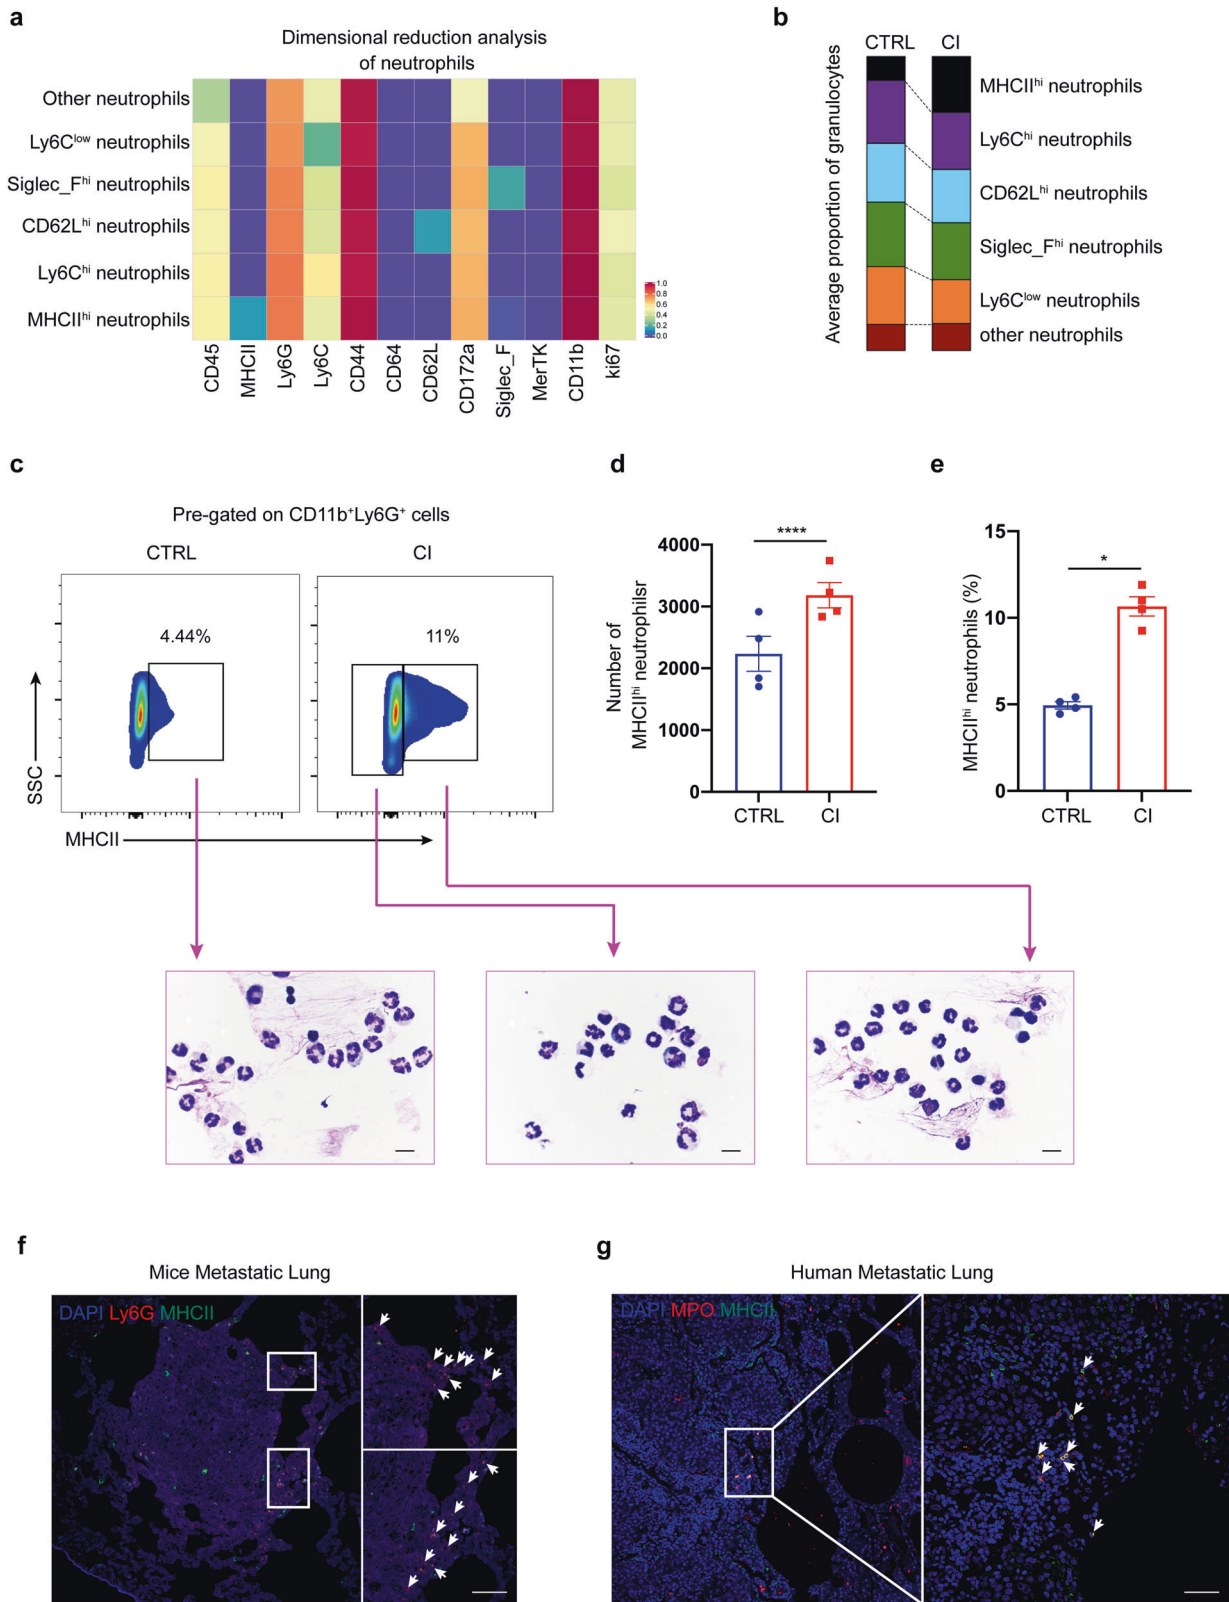 a
Dimensional reduction analysis
of neutrophils
Other neutrophils
Ly6Clow neutrophils
Siglec_Fhi neutrophils
CD62Lhi neutrophils
Ly6Chi neutrophils
MHCIIhi neutrophils
1.0
0.8
0.6
0.4
0.2
0.0
CD45
MHCII
Ly6G
Ly6C
CD44
CD64
CD62L
CD172a
Siglec_F
MerTK
CD11b
ki67
b
CTRL CI
Average proportion of granulocytes
MHCIIhi neutrophils
Ly6Chi neutrophils
CD62Lhi neutrophils
Siglec_Fhi neutrophils
Ly6Clow neutrophils
other neutrophils
c
Pre-gated on CD11b+Ly6G+ cells
CTRL CI
4.44%
11%
SSC
MHCII
d
Number of
MHCIIhi neutrophilsr
****
4000
3000
2000
1000
0
CTRL CI
e
MHCIIhi neutrophils (%)
*
15
10
5
0
CTRL CI
f
Mice Metastatic Lung
DAPI Ly6G MHCII
g
Human Metastatic Lung
DAPI MPO MHCII